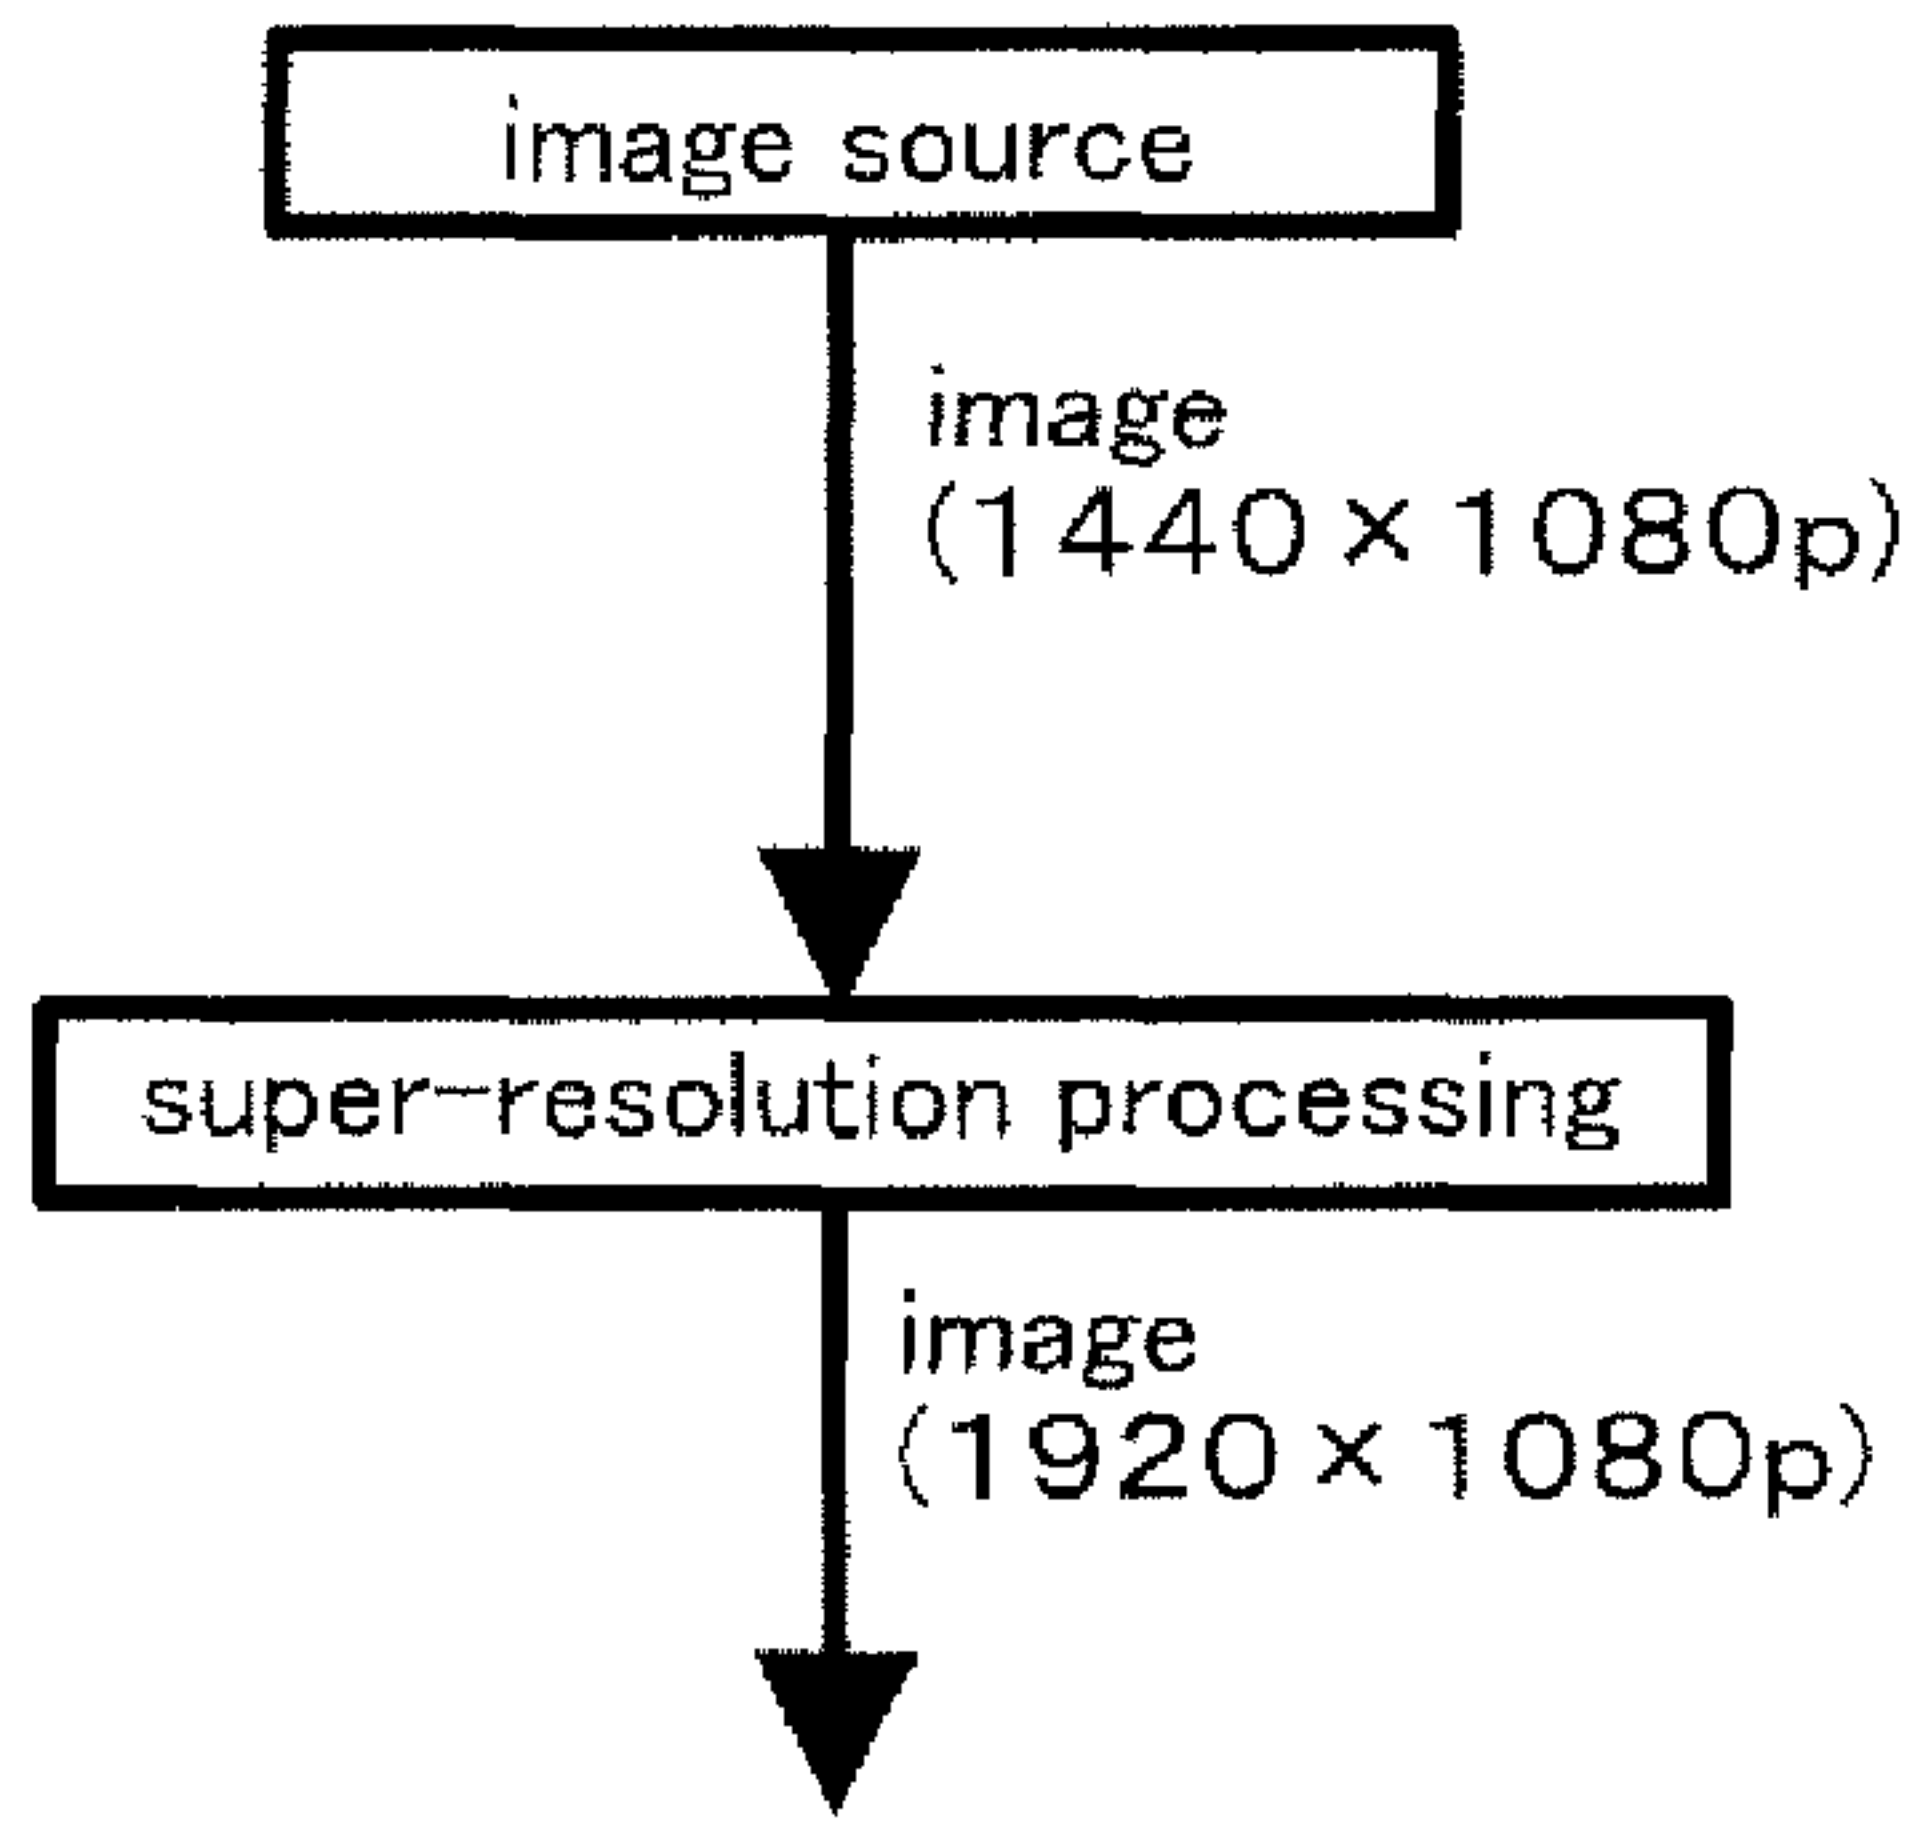 image source
image
(1440×1080p)
super-resolution processing
image
(1920×1080p)